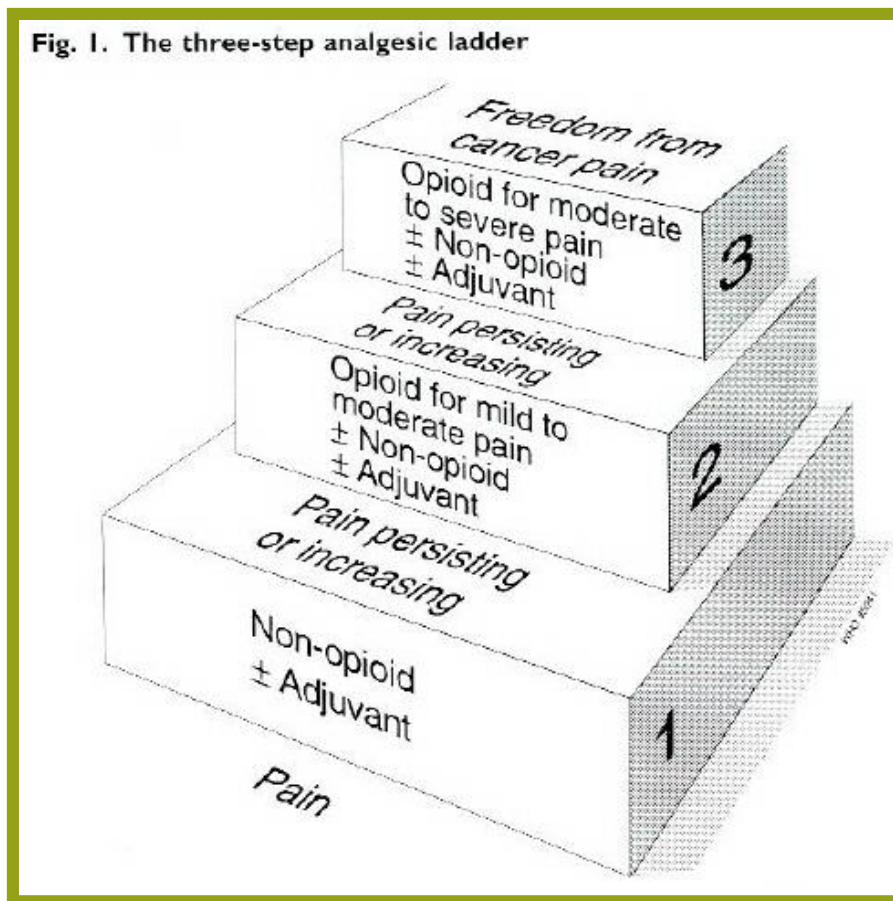 Fig. 1. The three-step analgesic ladder
Freedom from
cancer pain
Opioid for moderate
to severe pain
± Non-opioid
± Adjuvant
3
Pain persisting
or increasing
Opioid for mild to
moderate pain
± Non-opioid
± Adjuvant
2
Pain persisting
or increasing
Non-opioid
± Adjuvant
1
Pain